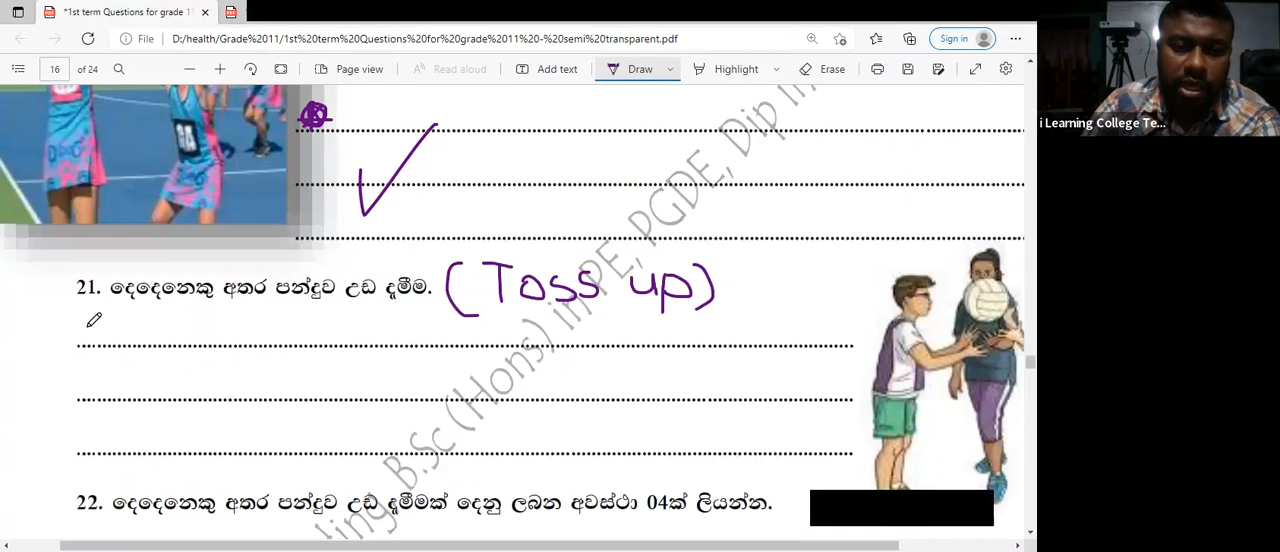 *1st term Questions for grade 1
Sign in
File
D:/health/Grade%2011/1st%20term%20Questions%20for%20grade%2011%20-%20semi%20transparent.pdf
16 of 24
Page view
Read aloud
Add text
Draw
Highlight
Erase
i Learning College Te...
21. දෙදෙනෙකු අතර පන්දුව උඩ දැමීම. (Toss up)
22. දෙදෙනෙකු අතර පන්දුව උඩ දැමීමක් දෙනු ලබන අවස්ථා 04ක් ලියන්න.
ling, B.Sc (Hons) in PE, PGDE, Dip in